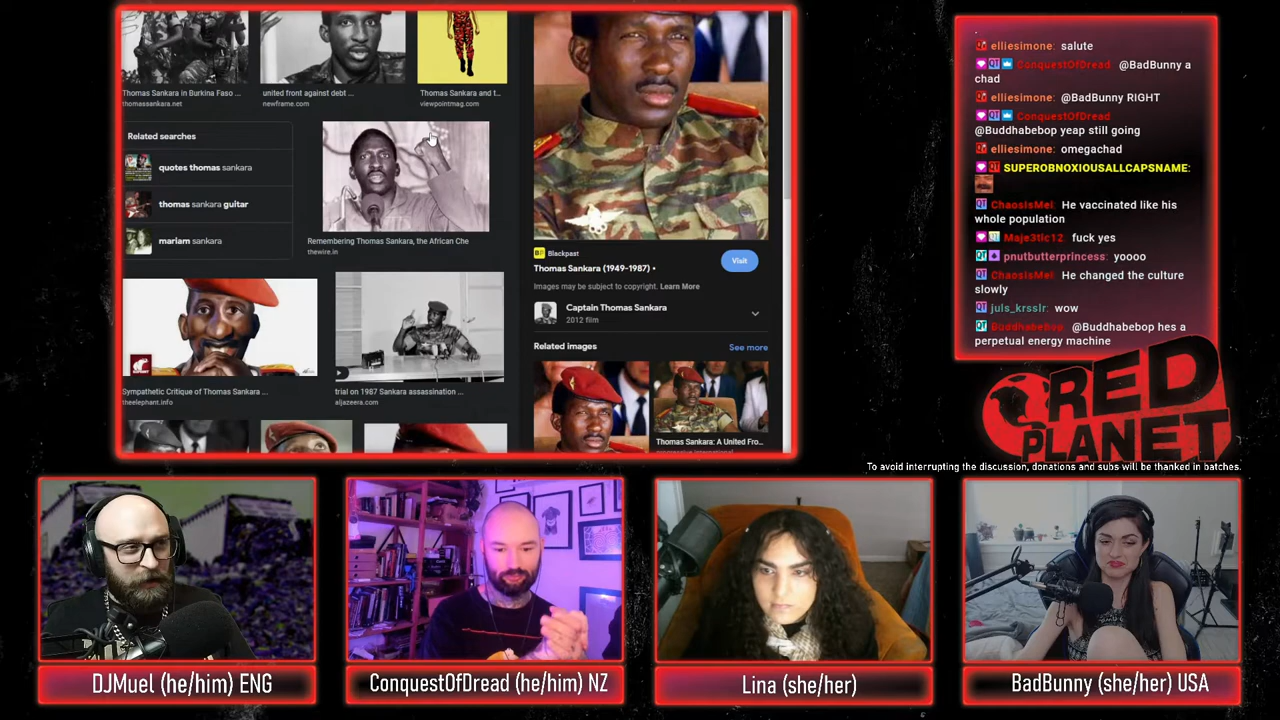 Thomas Sankara in Burkina Faso ...
thomassankara.net
united front against debt ...
newframe.com
Thomas Sankara and t...
viewpointmag.com
Related searches
quotes thomas sankara
thomas sankara guitar
mariam sankara
Remembering Thomas Sankara, the African Che
thewire.in
Sympathetic Critique of Thomas Sankara ...
theelephant.info
trial on 1987 Sankara assassination ...
aljazeera.com
Blackpast
Thomas Sankara (1949-1987) •
Visit
Images may be subject to copyright. Learn More
Captain Thomas Sankara
2012 film
Related images
See more
Thomas Sankara: A United Fro...
elliesimone: salute
ConquestOfDread @BadBunny a
chad
elliesimone: @BadBunny RIGHT
ConquestOfDread
@Buddhabebop yeap still going
elliesimone: omegachad
SUPEROBNOXIOUSALLCAPSNAME:
ChaosIsMe!: He vaccinated like his
whole population
Maje3tic12: fuck yes
pnutbutterprincess: yoooo
ChaosIsMe!: He changed the culture
slowly
juls_krsslr: wow
BuddhabeBop @Buddhabebop hes a
perpetual energy machine
RED
PLANET
To avoid interrupting the discussion, donations and subs will be thanked in batches.
DJMuel (he/him) ENG
ConquestOfDread (he/him) NZ
Lina (she/her)
BadBunny (she/her) USA